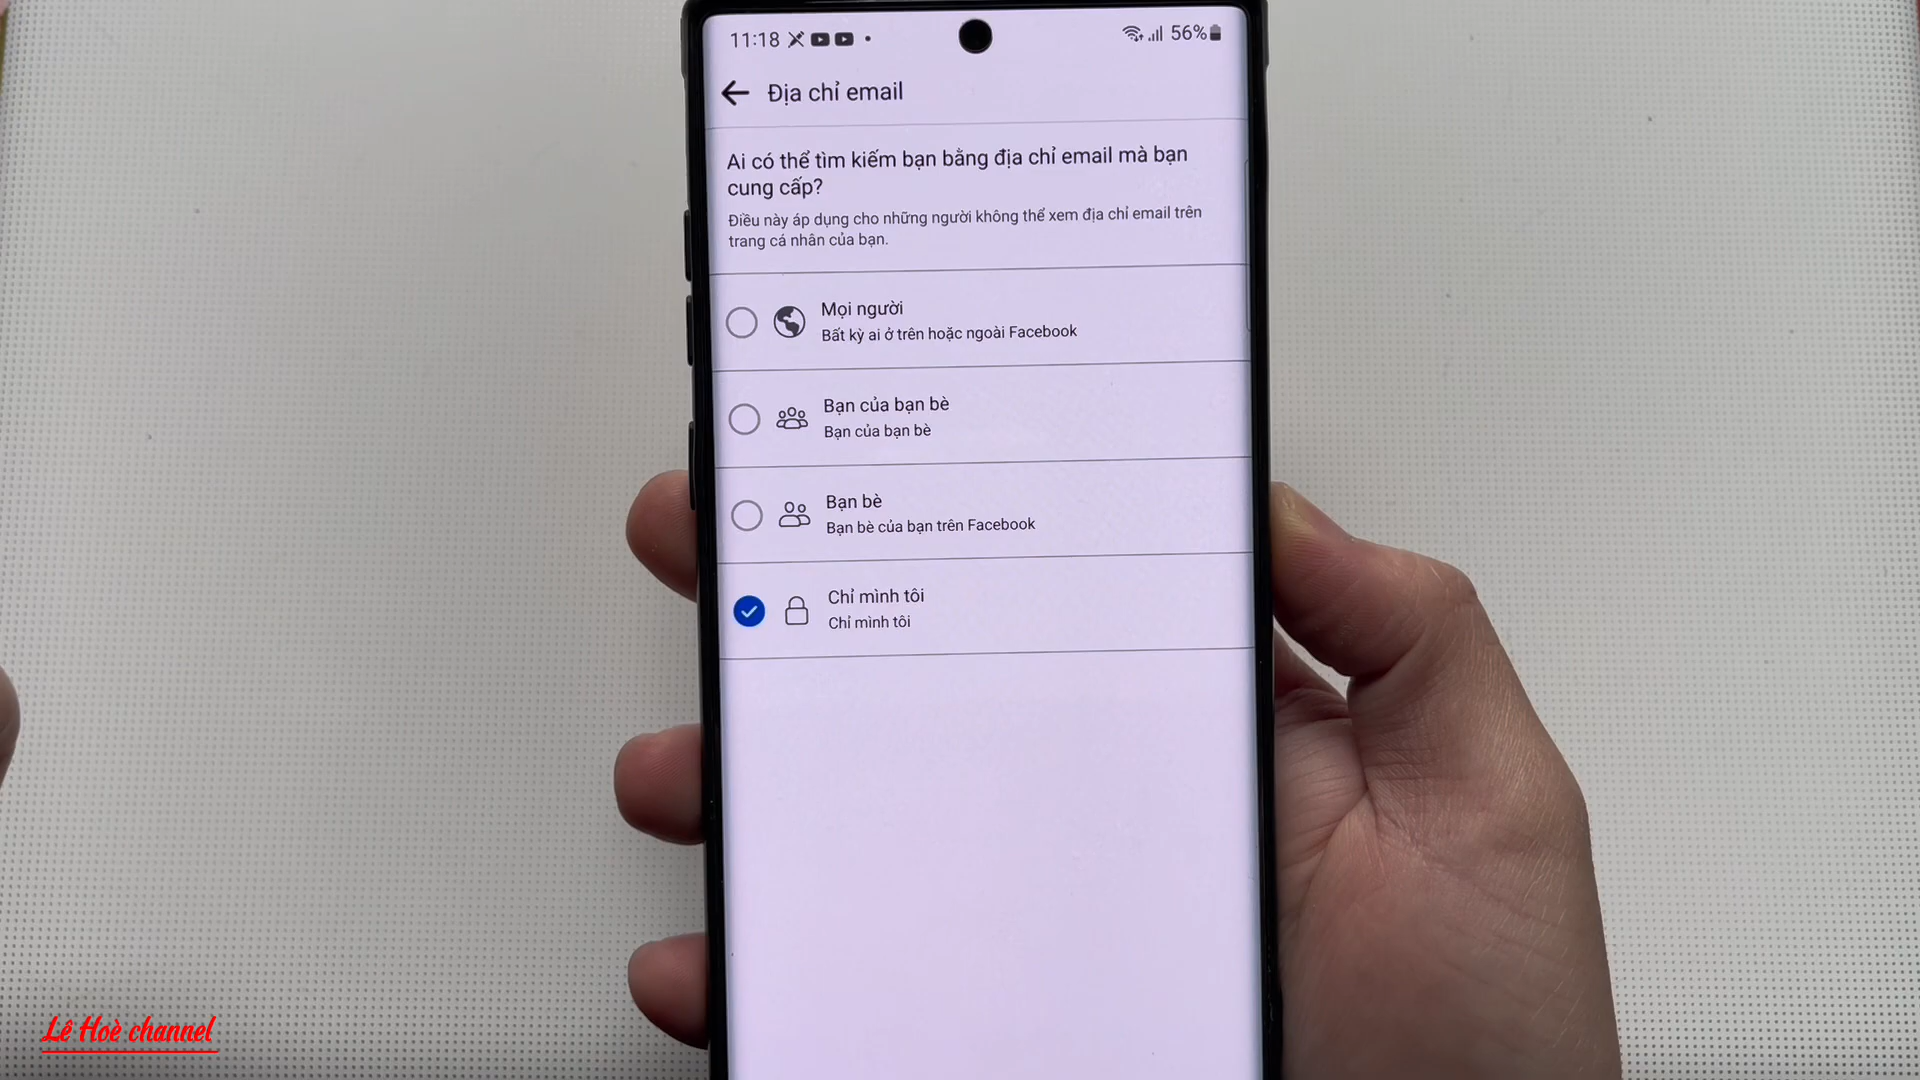 11:18
56%
Địa chỉ email
Ai có thể tìm kiếm bạn bằng địa chỉ email mà bạn
cung cấp?
Điều này áp dụng cho những người không thể xem địa chỉ email trên
trang cá nhân của bạn.
Mọi người
Bất kỳ ai ở trên hoặc ngoài Facebook
Bạn của bạn bè
Bạn của bạn bè
Bạn bè
Bạn bè của bạn trên Facebook
Chỉ mình tôi
Chỉ mình tôi
Lê Hoè channel